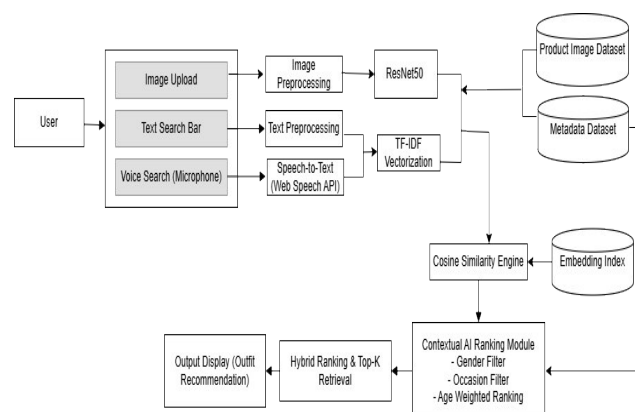 Product Image Dataset
Image Upload
Image
Preprocessing
ResNet50
User
Text Search Bar
Text Preprocessing
TF-IDF
Vectorization
Metadata Dataset
Voice Search (Microphone)
Speech-to-Text
(Web Speech API)
Cosine Similarity Engine
Embedding Index
Output Display (Outfit
Recommendation)
Hybrid Ranking & Top-K
Retrieval
Contextual AI Ranking Module
- Gender Filter
- Occasion Filter
- Age Weighted Ranking